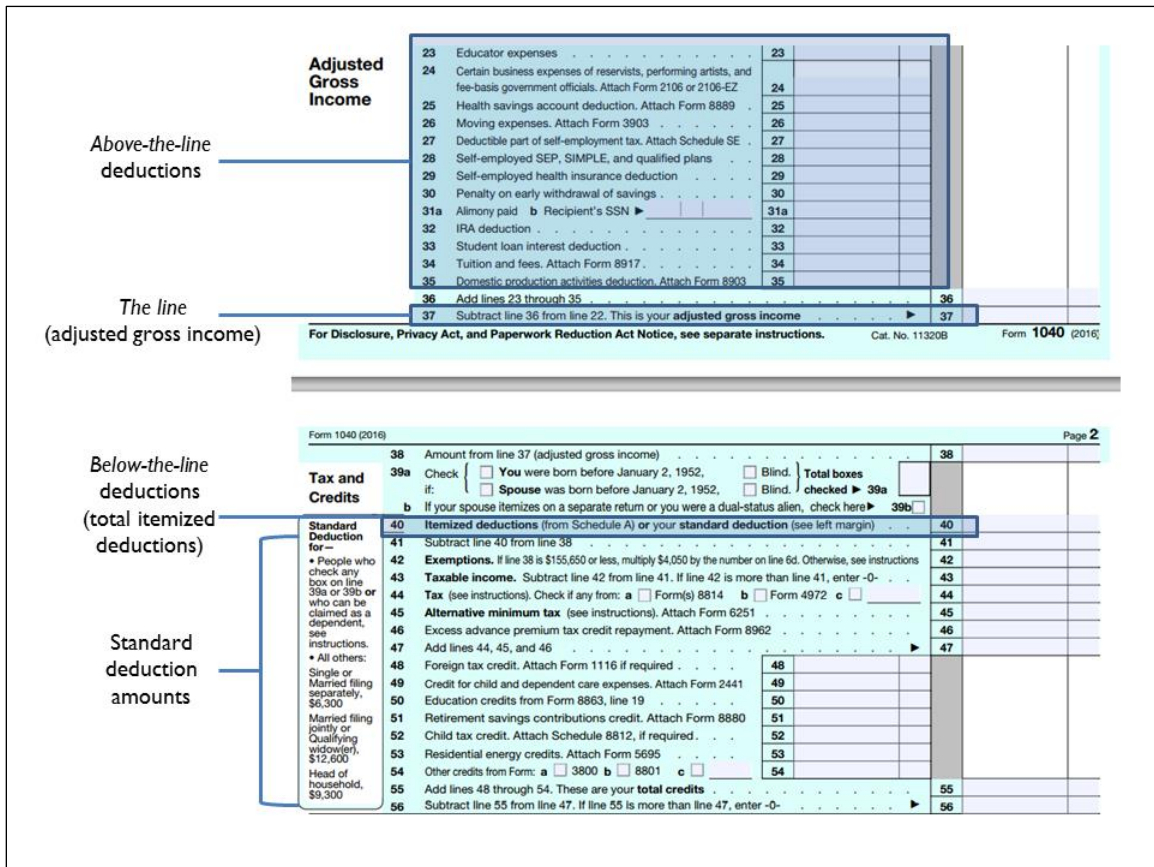 Above-the-line
deductions
The line
(adjusted gross income)
Adjusted
Gross
Income
23 Educator expenses . . . . . . . . . . . 23
24 Certain business expenses of reservists, performing artists, and
fee-basis government officials. Attach Form 2106 or 2106-EZ 24
25 Health savings account deduction. Attach Form 8889 . 25
26 Moving expenses. Attach Form 3903 . . . . . . 26
27 Deductible part of self-employment tax. Attach Schedule SE . 27
28 Self-employed SEP, SIMPLE, and qualified plans . . 28
29 Self-employed health insurance deduction . . . . 29
30 Penalty on early withdrawal of savings . . . . . . 30
31a Alimony paid b Recipient's SSN ▶ 31a
32 IRA deduction . . . . . . . . . . . . . 32
33 Student loan interest deduction . . . . . . . . 33
34 Tuition and fees. Attach Form 8917 . . . . . . . 34
35 Domestic production activities deduction. Attach Form 8903 35
36 Add lines 23 through 35 . . . . . . . . . . . . . . . . . . . 36
37 Subtract line 36 from line 22. This is your adjusted gross income . . . . . ▶ 37
For Disclosure, Privacy Act, and Paperwork Reduction Act Notice, see separate instructions. Cat. No. 11320B Form 1040 (2016)
Below-the-line
deductions
(total itemized
deductions)
Standard
deduction
amounts
Form 1040 (2016) Page 2
Tax and
Credits
Standard
Deduction
for—
• People who
check any
box on line
39a or 39b or
who can be
claimed as a
dependent,
see
instructions.
• All others:
Single or
Married filing
separately,
$6,300
Married filing
jointly or
Qualifying
widow(er),
$12,600
Head of
household,
$9,300
38 Amount from line 37 (adjusted gross income) . . . . . . . . . . . . . . 38
39a Check { You were born before January 2, 1952, Blind. } Total boxes
if: Spouse was born before January 2, 1952, Blind. checked ▶ 39a
b If your spouse itemizes on a separate return or you were a dual-status alien, check here ▶ 39b
40 Itemized deductions (from Schedule A) or your standard deduction (see left margin) . . 40
41 Subtract line 40 from line 38 . . . . . . . . . . . . . . . . . . . 41
42 Exemptions. If line 38 is $155,650 or less, multiply $4,050 by the number on line 6d. Otherwise, see instructions 42
43 Taxable income. Subtract line 42 from line 41. If line 42 is more than line 41, enter -0- . . 43
44 Tax (see instructions). Check if any from: a Form(s) 8814 b Form 4972 c 44
45 Alternative minimum tax (see instructions). Attach Form 6251 . . . . . . . . . 45
46 Excess advance premium tax credit repayment. Attach Form 8962 . . . . . . . . 46
47 Add lines 44, 45, and 46 . . . . . . . . . . . . . . . . . . ▶ 47
48 Foreign tax credit. Attach Form 1116 if required . . . . 48
49 Credit for child and dependent care expenses. Attach Form 2441 49
50 Education credits from Form 8863, line 19 . . . . . 50
51 Retirement savings contributions credit. Attach Form 8880 51
52 Child tax credit. Attach Schedule 8812, if required . . . 52
53 Residential energy credits. Attach Form 5695 . . . . 53
54 Other credits from Form: a 3800 b 8801 c 54
55 Add lines 48 through 54. These are your total credits . . . . . . . . . . . . 55
56 Subtract line 55 from line 47. If line 55 is more than line 47, enter -0- . . . . . . ▶ 56